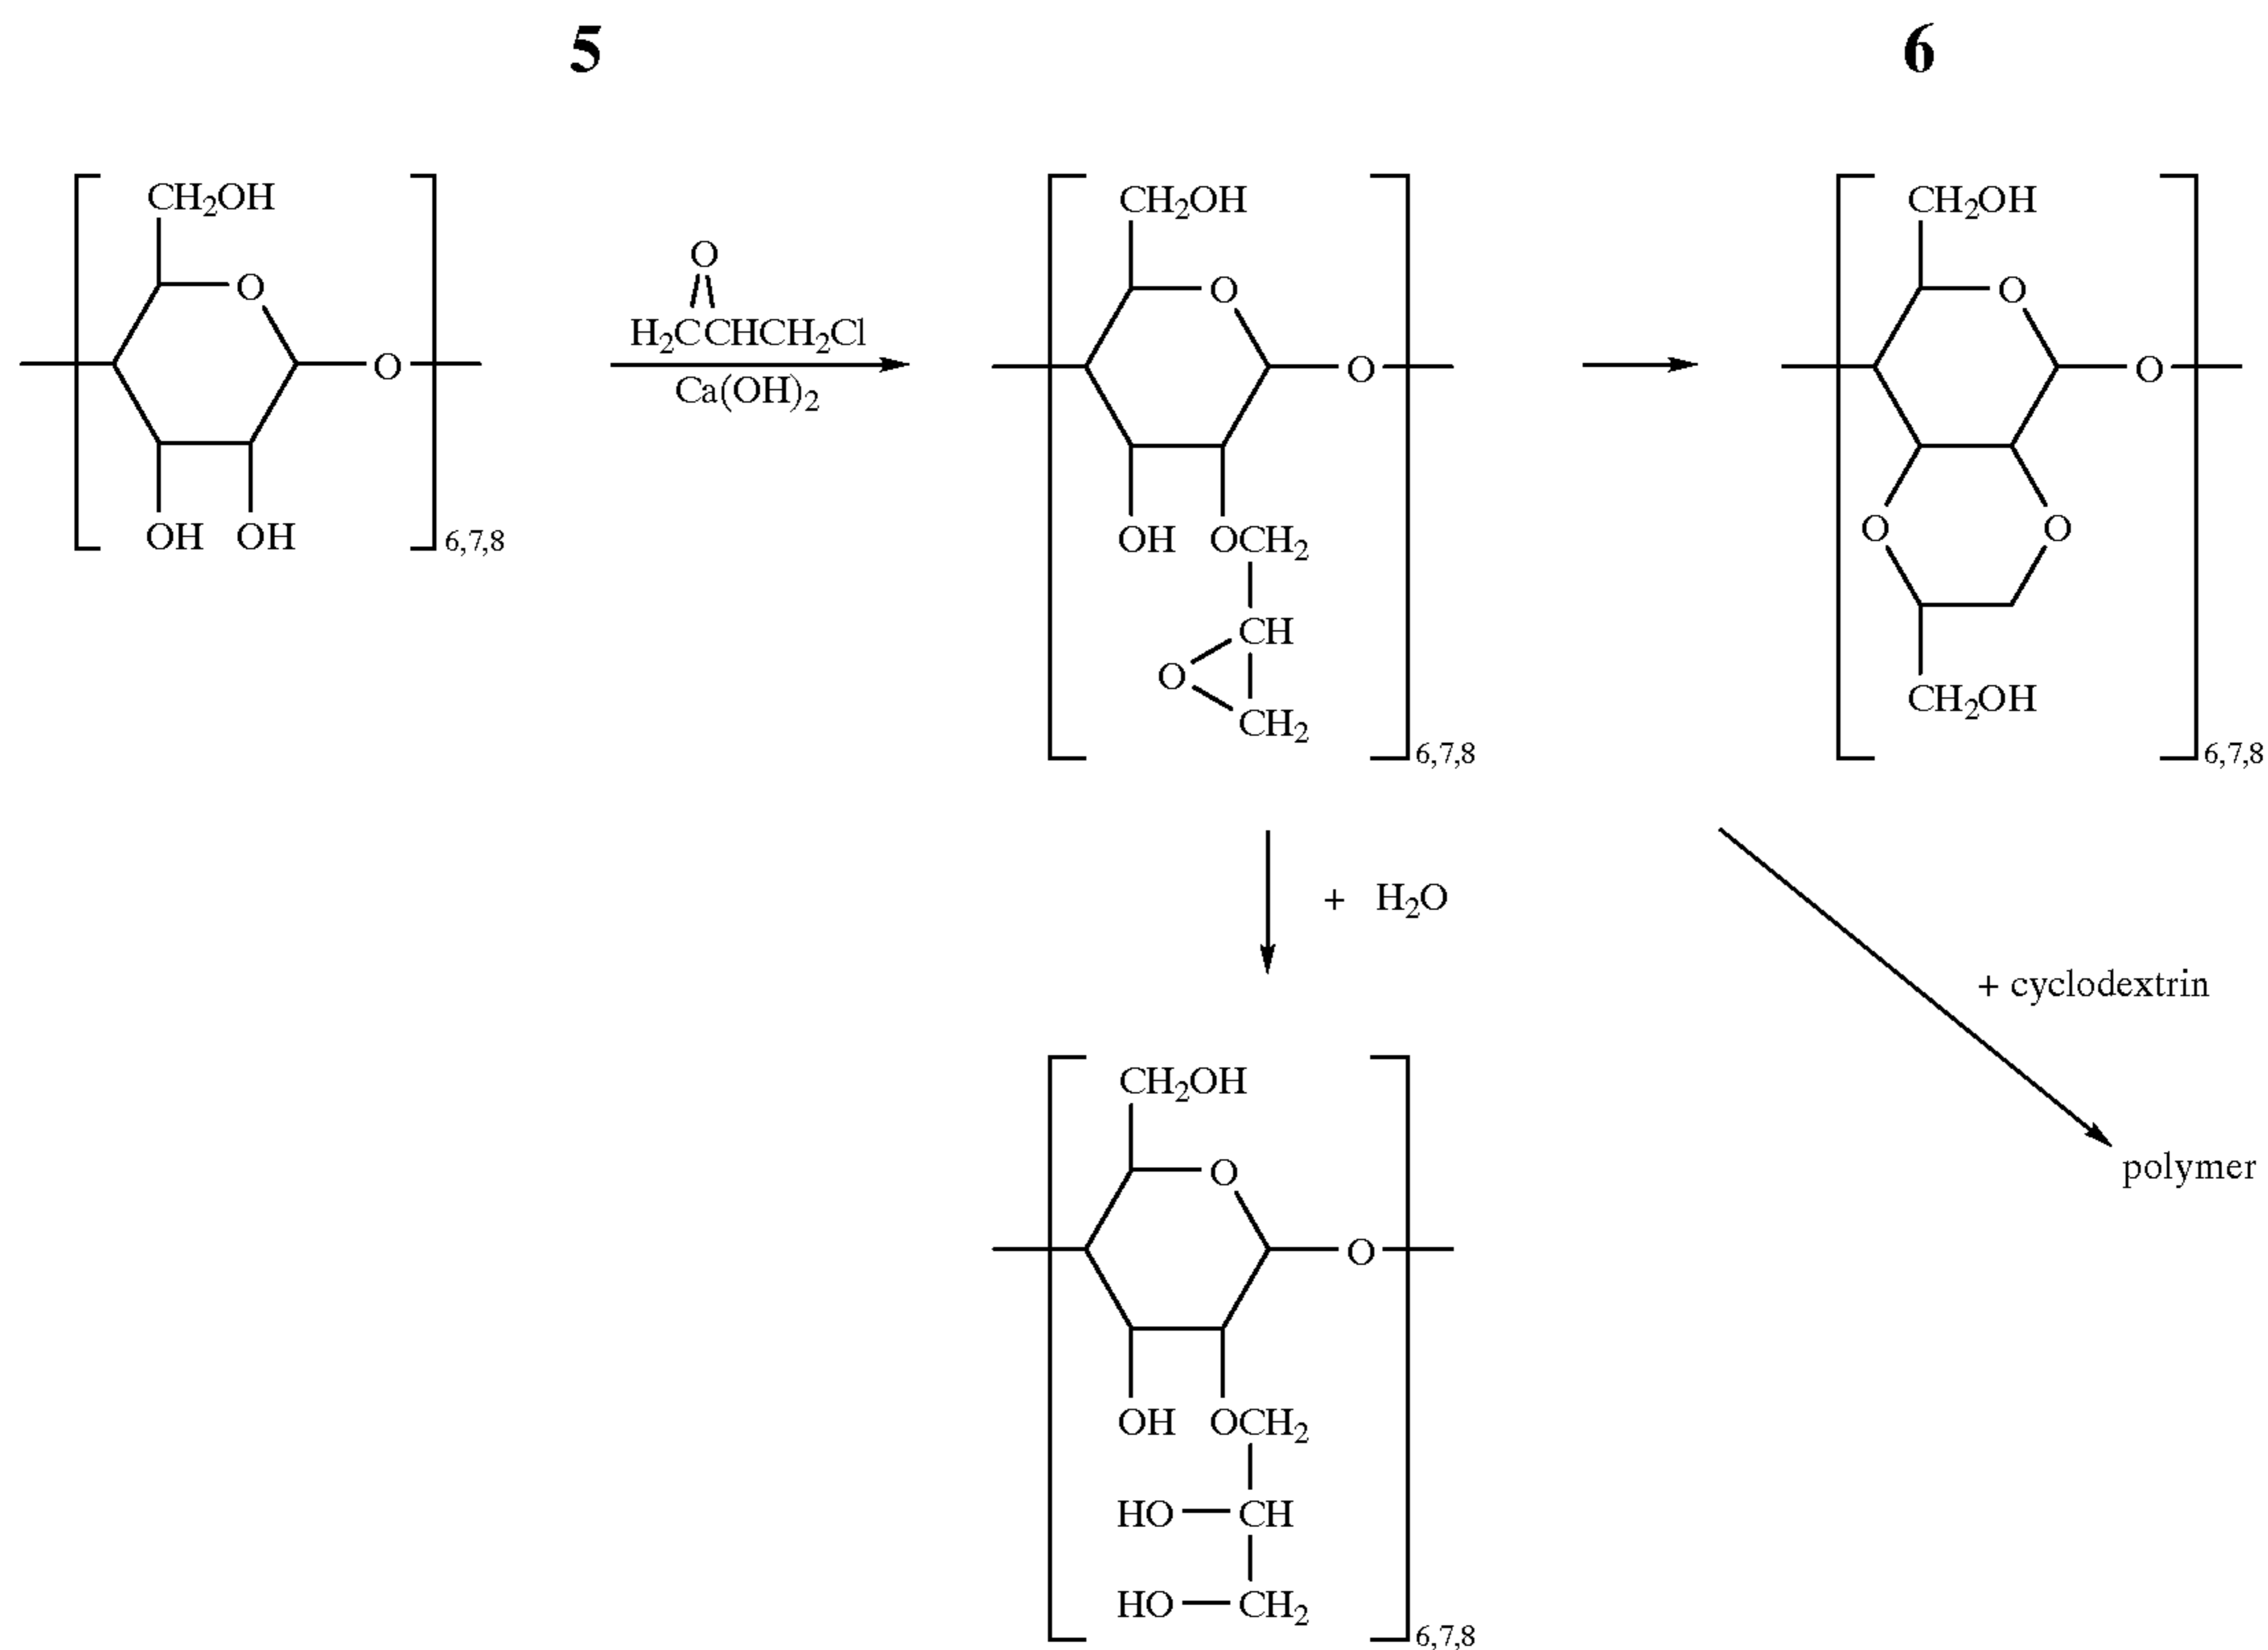 5 6
CH₂OH CH₂OH CH₂OH
O O O O
H₂CCHCH₂Cl
O O O
Ca(OH)₂
OH OH OH OCH₂ O O
6,7,8
CH
O
CH₂ CH₂OH
6,7,8 6,7,8
+ H₂O
+ cyclodextrin
CH₂OH
polymer
O
O
OH OCH₂
HO CH
HO CH₂
6,7,8